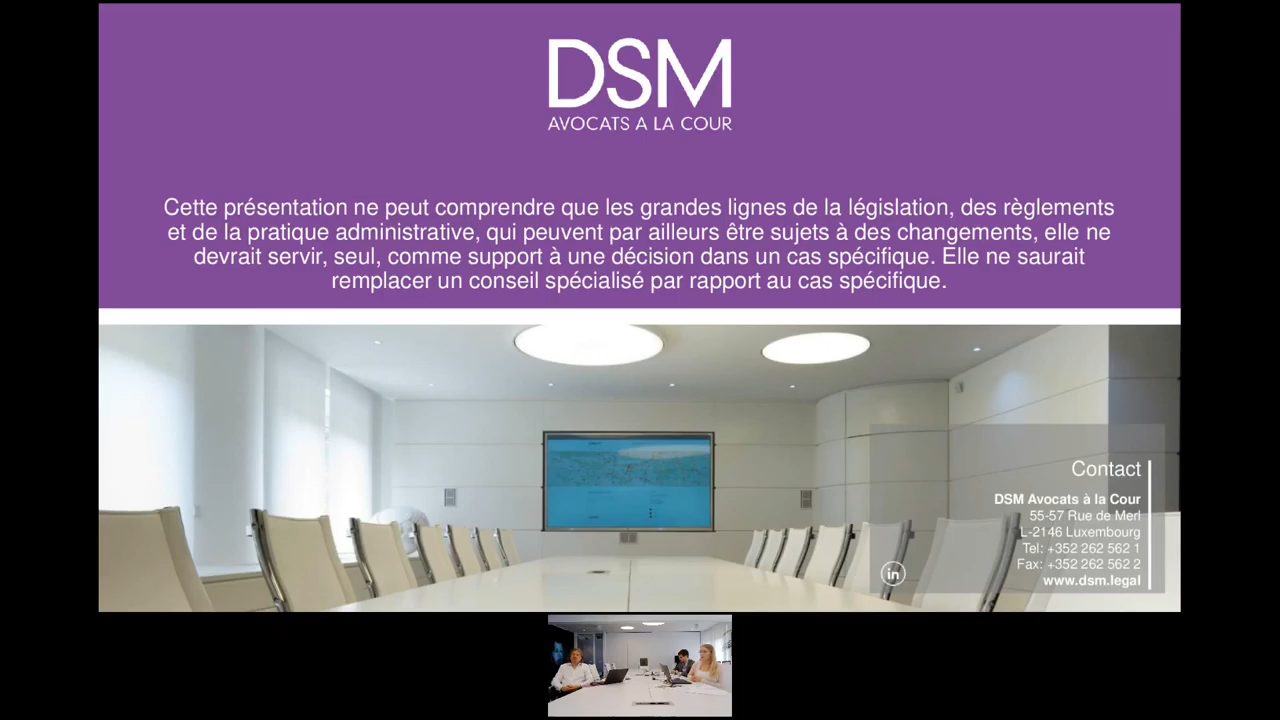 DSM
AVOCATS A LA COUR
Cette présentation ne peut comprendre que les grandes lignes de la législation, des règlements
et de la pratique administrative, qui peuvent par ailleurs être sujets à des changements, elle ne
devrait servir, seul, comme support à une décision dans un cas spécifique. Elle ne saurait
remplacer un conseil spécialisé par rapport au cas spécifique.
Contact
DSM Avocats à la Cour
55-57 Rue de Merl
L-2146 Luxembourg
Tel: +352 262 562 1
Fax: +352 262 562 2
in
www.dsm.legal